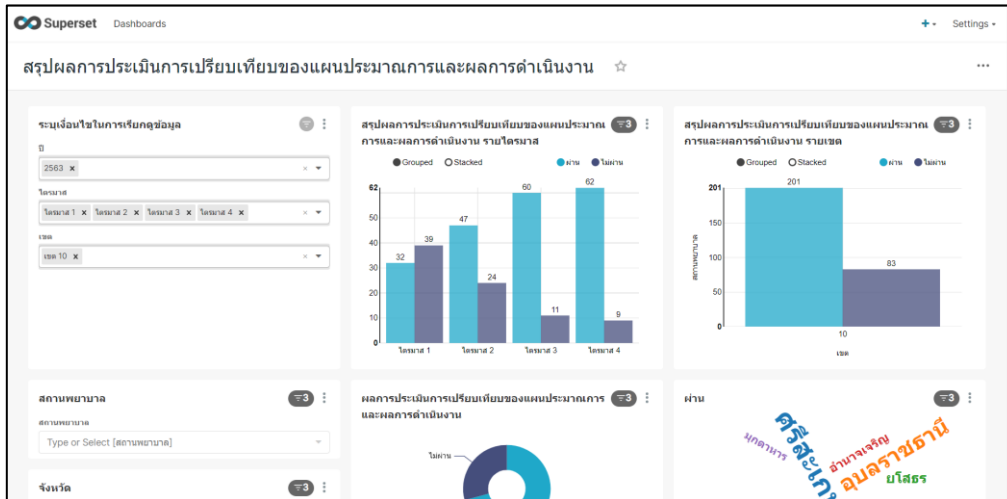 Superset Dashboards Settings
สรุปผลการประเมินการเปรียบเทียบของแผนประมาณการและผลการดำเนินงาน
ระบุเงื่อนไขในการเรียกดูข้อมูล
ปี
2563 x
ไตรมาส
ไตรมาส 1 x ไตรมาส 2 x ไตรมาส 3 x ไตรมาส 4 x
เขต
เขต 10 x
สรุปผลการประเมินการเปรียบเทียบของแผนประมาณ 3
การและผลการดำเนินงาน รายไตรมาส
Grouped Stacked ผ่าน ไม่ผ่าน
62
50
40
30
20
10
0
32
39
47
24
60
11
62
9
ไตรมาส 1 ไตรมาส 2 ไตรมาส 3 ไตรมาส 4
สรุปผลการประเมินการเปรียบเทียบของแผนประมาณ 3
การและผลการดำเนินงาน รายเขต
Grouped Stacked ผ่าน ไม่ผ่าน
สถานพยาบาล
201
150
100
50
0
201
83
10
เขต
สถานพยาบาล 3
สถานพยาบาล
Type or Select [สถานพยาบาล]
จังหวัด 3
ผลการประเมินการเปรียบเทียบของแผนประมาณการ 3
และผลการดำเนินงาน
ไม่ผ่าน
ผ่าน 3
มุกดาหาร
ศรีสะเกษ
อำนาจเจริญ
อุบลราชธานี
ยโสธร